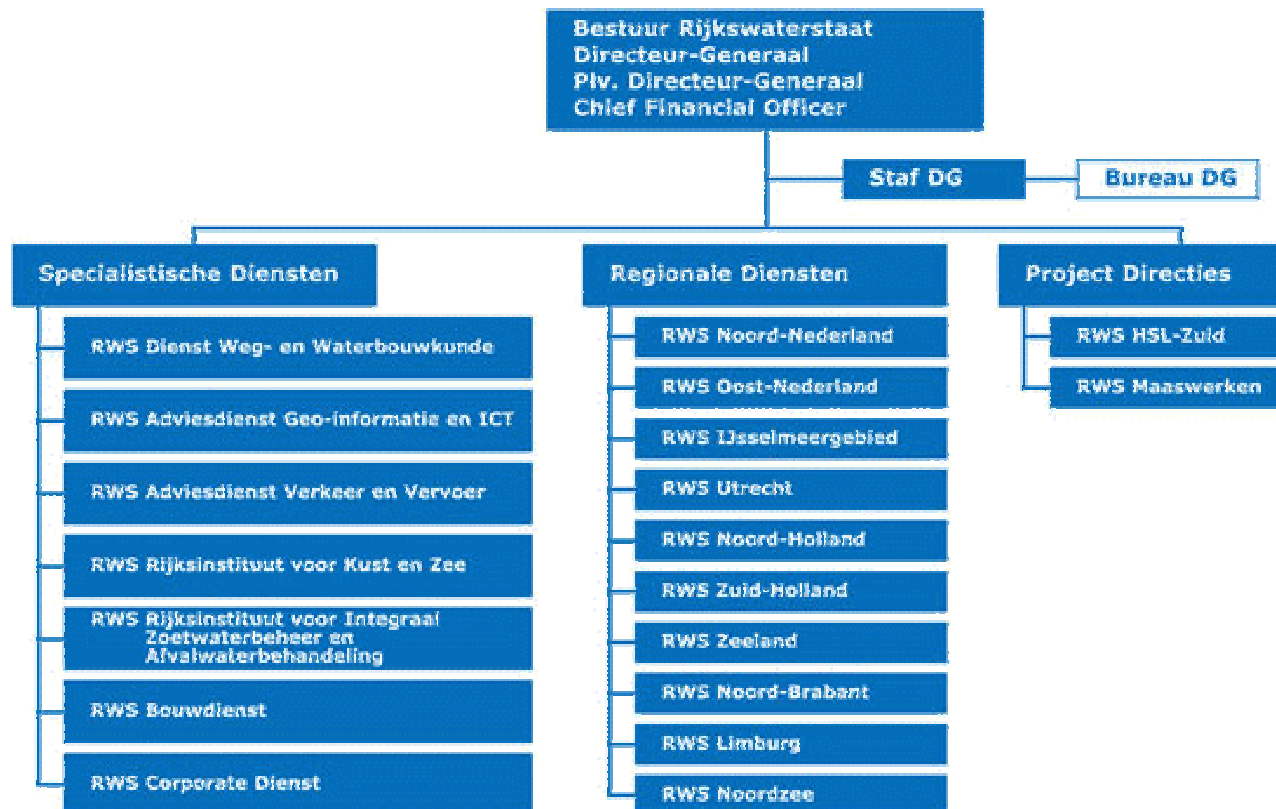 Bestuur Rijkswaterstaat
Directeur-Generaal
Plv. Directeur-Generaal
Chief Financial Officer
Staf DG
Bureau DG
Specialistische Diensten
RWS Dienst Weg- en Waterbouwkunde
RWS Adviesdienst Geo-informatie en ICT
RWS Adviesdienst Verkeer en Vervoer
RWS Rijksinstituut voor Kust en Zee
RWS Rijksinstituut voor Integraal
Zoetwaterbeheer en
Afvalwaterbehandeling
RWS Bouwdienst
RWS Corporate Dienst
Regionale Diensten
RWS Noord-Nederland
RWS Oost-Nederland
RWS IJsselmeergebied
RWS Utrecht
RWS Noord-Holland
RWS Zuid-Holland
RWS Zeeland
RWS Noord-Brabant
RWS Limburg
RWS Noordzee
Project Directies
RWS HSL-Zuid
RWS Maaswerken